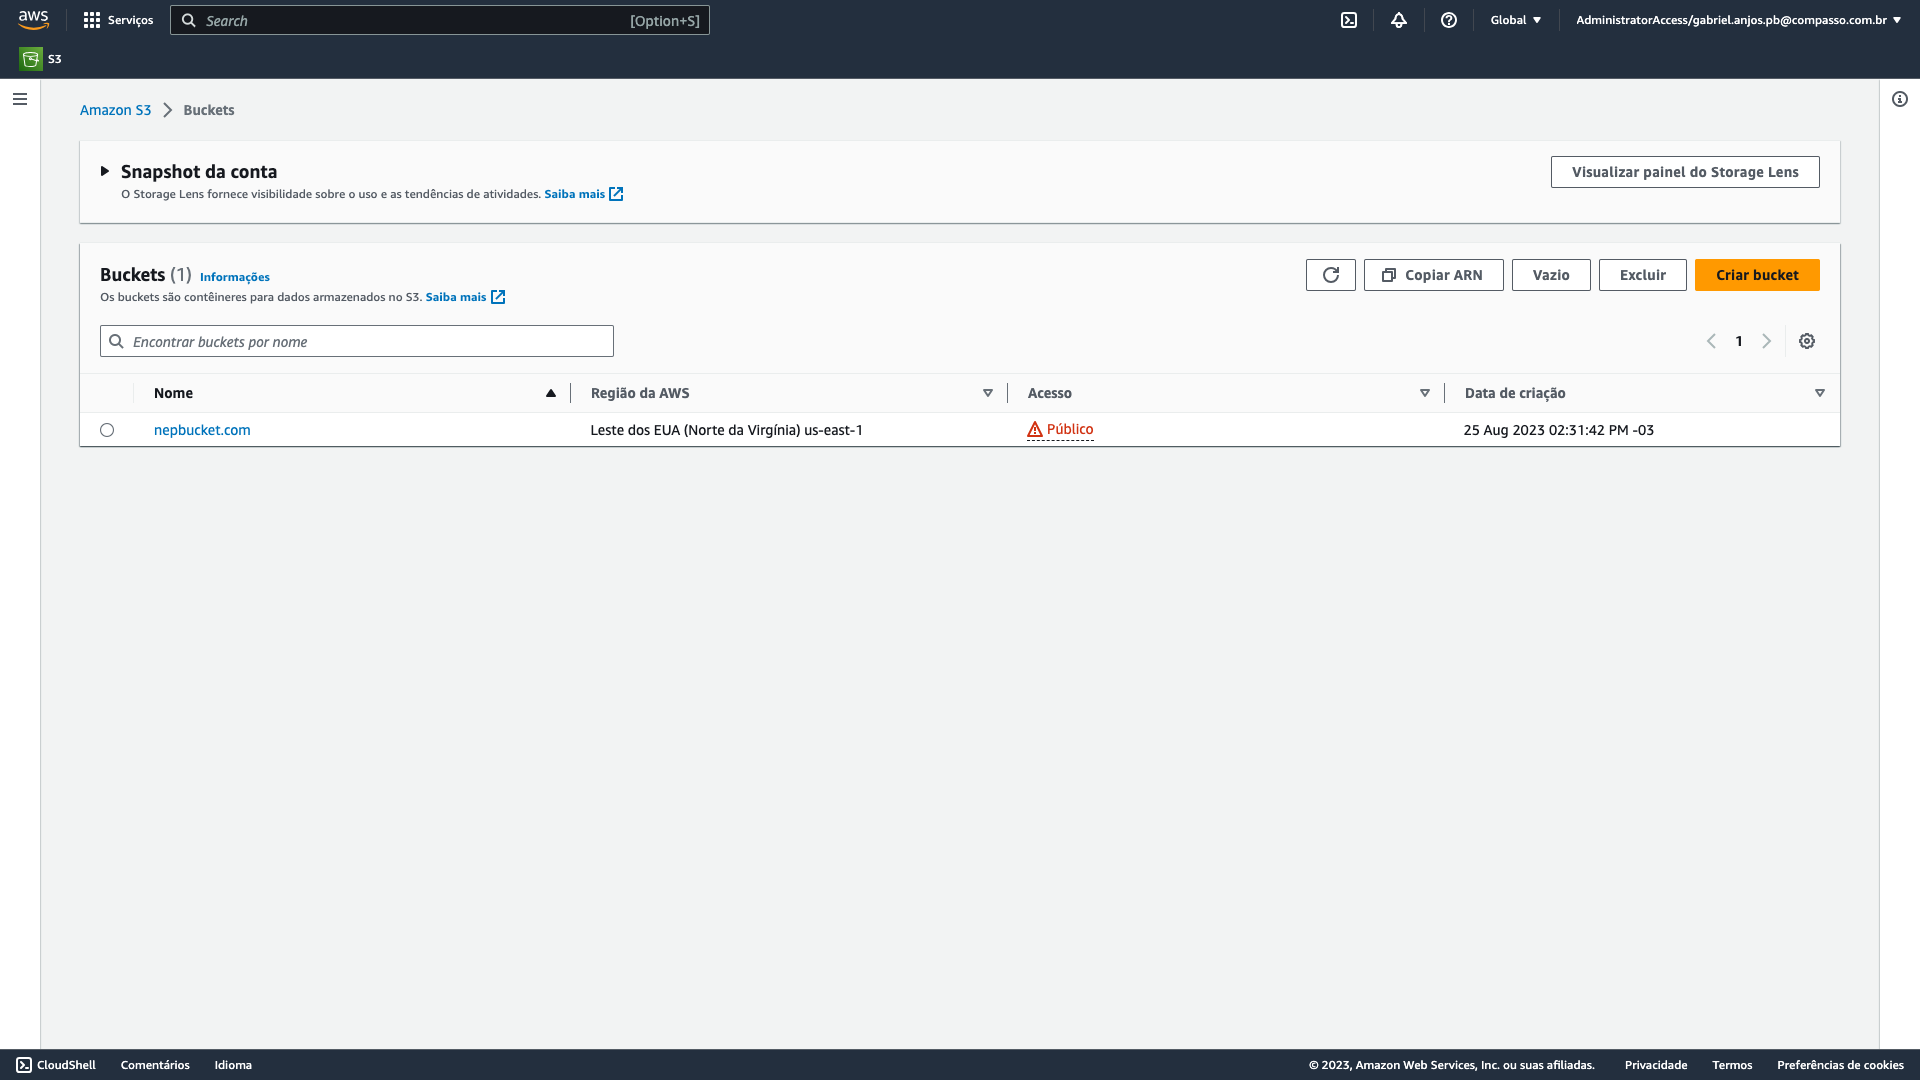 aws
Serviços
Search
[Option+S]
Global
AdministratorAccess/gabriel.anjos.pb@compasso.com.br
S3
Amazon S3
Buckets
Snapshot da conta
O Storage Lens fornece visibilidade sobre o uso e as tendências de atividades. Saiba mais
Visualizar painel do Storage Lens
Buckets (1) Informações
Os buckets são contêineres para dados armazenados no S3. Saiba mais
Copiar ARN
Vazio
Excluir
Criar bucket
Encontrar buckets por nome
1
Nome
Região da AWS
Acesso
Data de criação
nepbucket.com
Leste dos EUA (Norte da Virgínia) us-east-1
Público
25 Aug 2023 02:31:42 PM -03
CloudShell
Comentários
Idioma
© 2023, Amazon Web Services, Inc. ou suas afiliadas.
Privacidade
Termos
Preferências de cookies